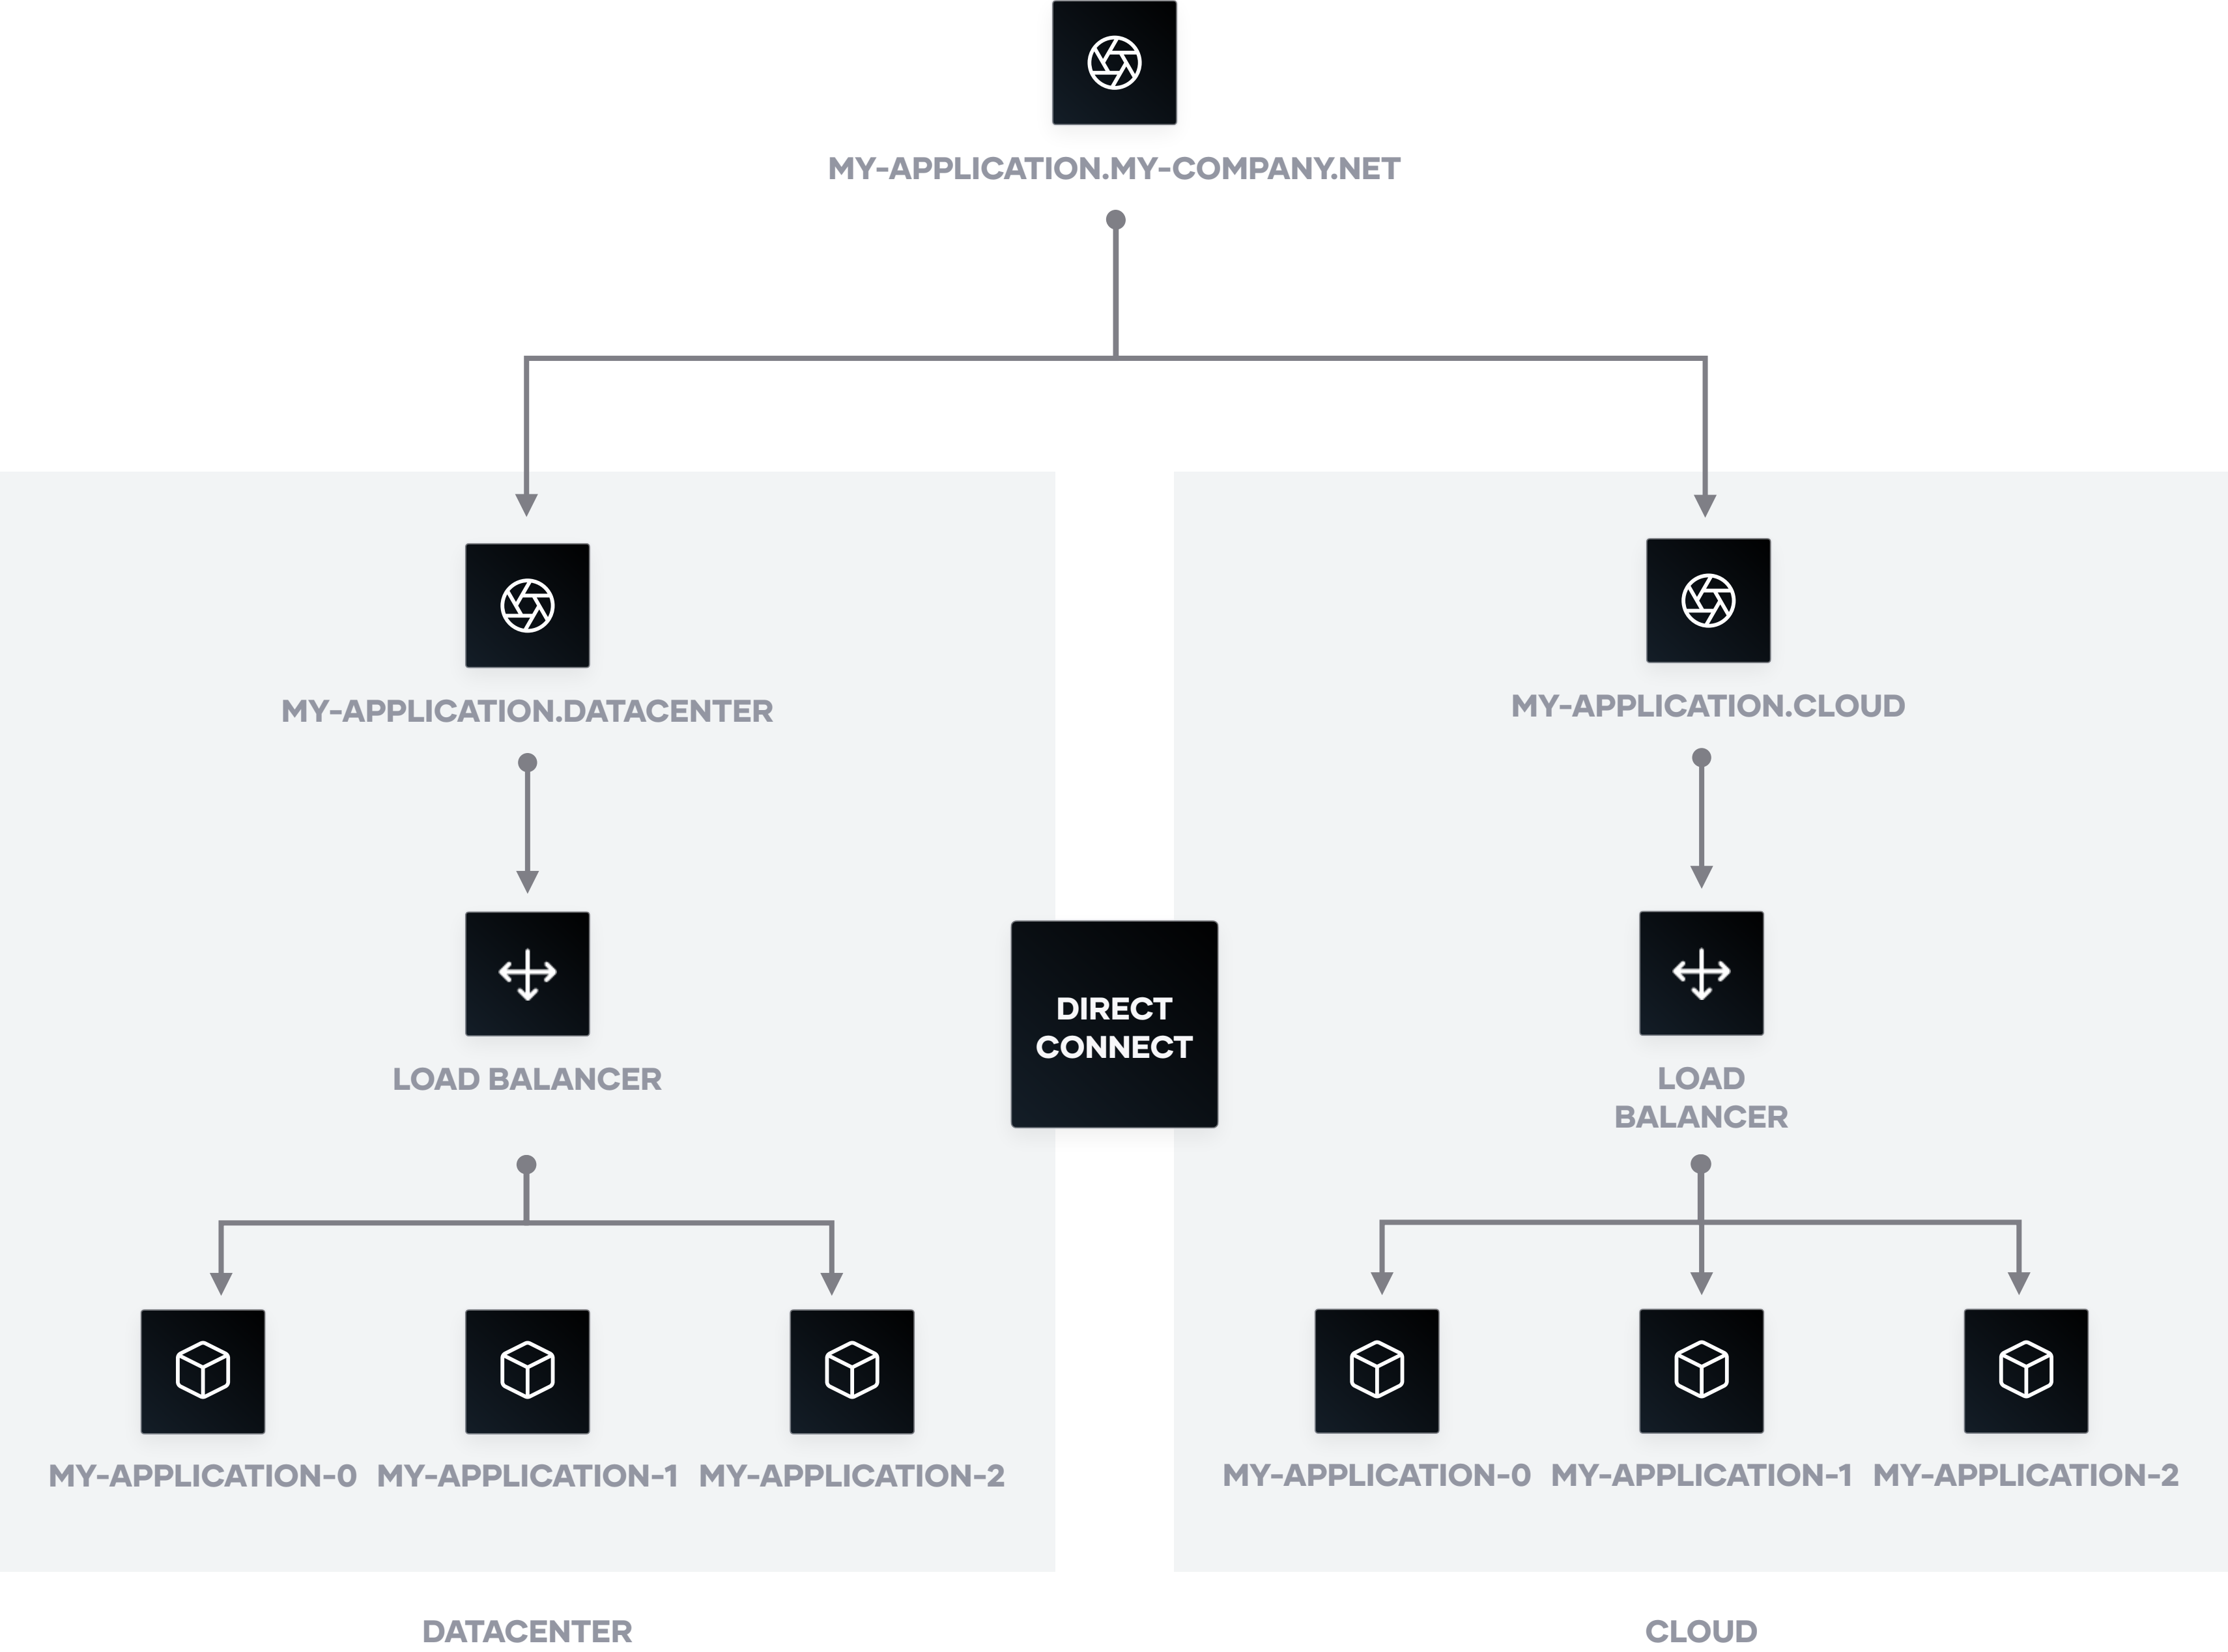 MY-APPLICATION.MY-COMPANY.NET
MY-APPLICATION.DATACENTER
MY-APPLICATION.CLOUD
LOAD BALANCER
DIRECT
CONNECT
LOAD
BALANCER
MY-APPLICATION-0
MY-APPLICATION-1
MY-APPLICATION-2
MY-APPLICATION-0
MY-APPLICATION-1
MY-APPLICATION-2
DATACENTER
CLOUD